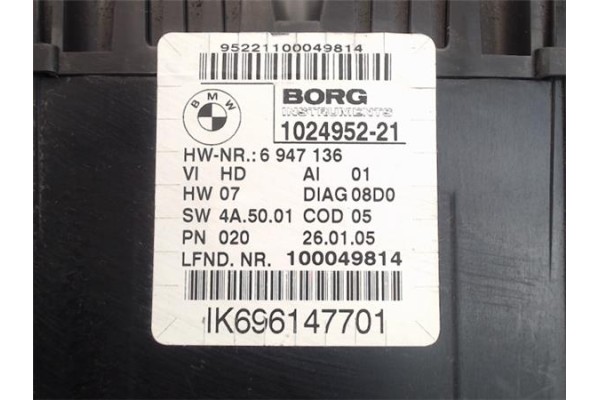 95221100049814
BMW
BORG
INSTRUMENTS
1024952-21
HW-NR.: 6 947 136
VI HD AI 01
HW 07 DIAG 08D0
SW 4A.50.01 COD 05
PN 020 26.01.05
LFND. NR. 100049814
IK696147701